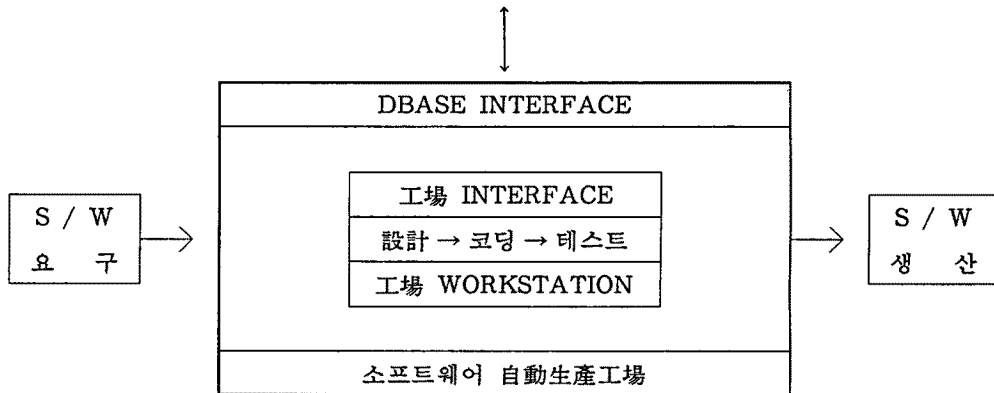 DBASE INTERFACE
工場 INTERFACE
S / W
요 구
設計 → 코딩 → 테스트
工場 WORKSTATION
S / W
생 산
소프트웨어 自動生產工場